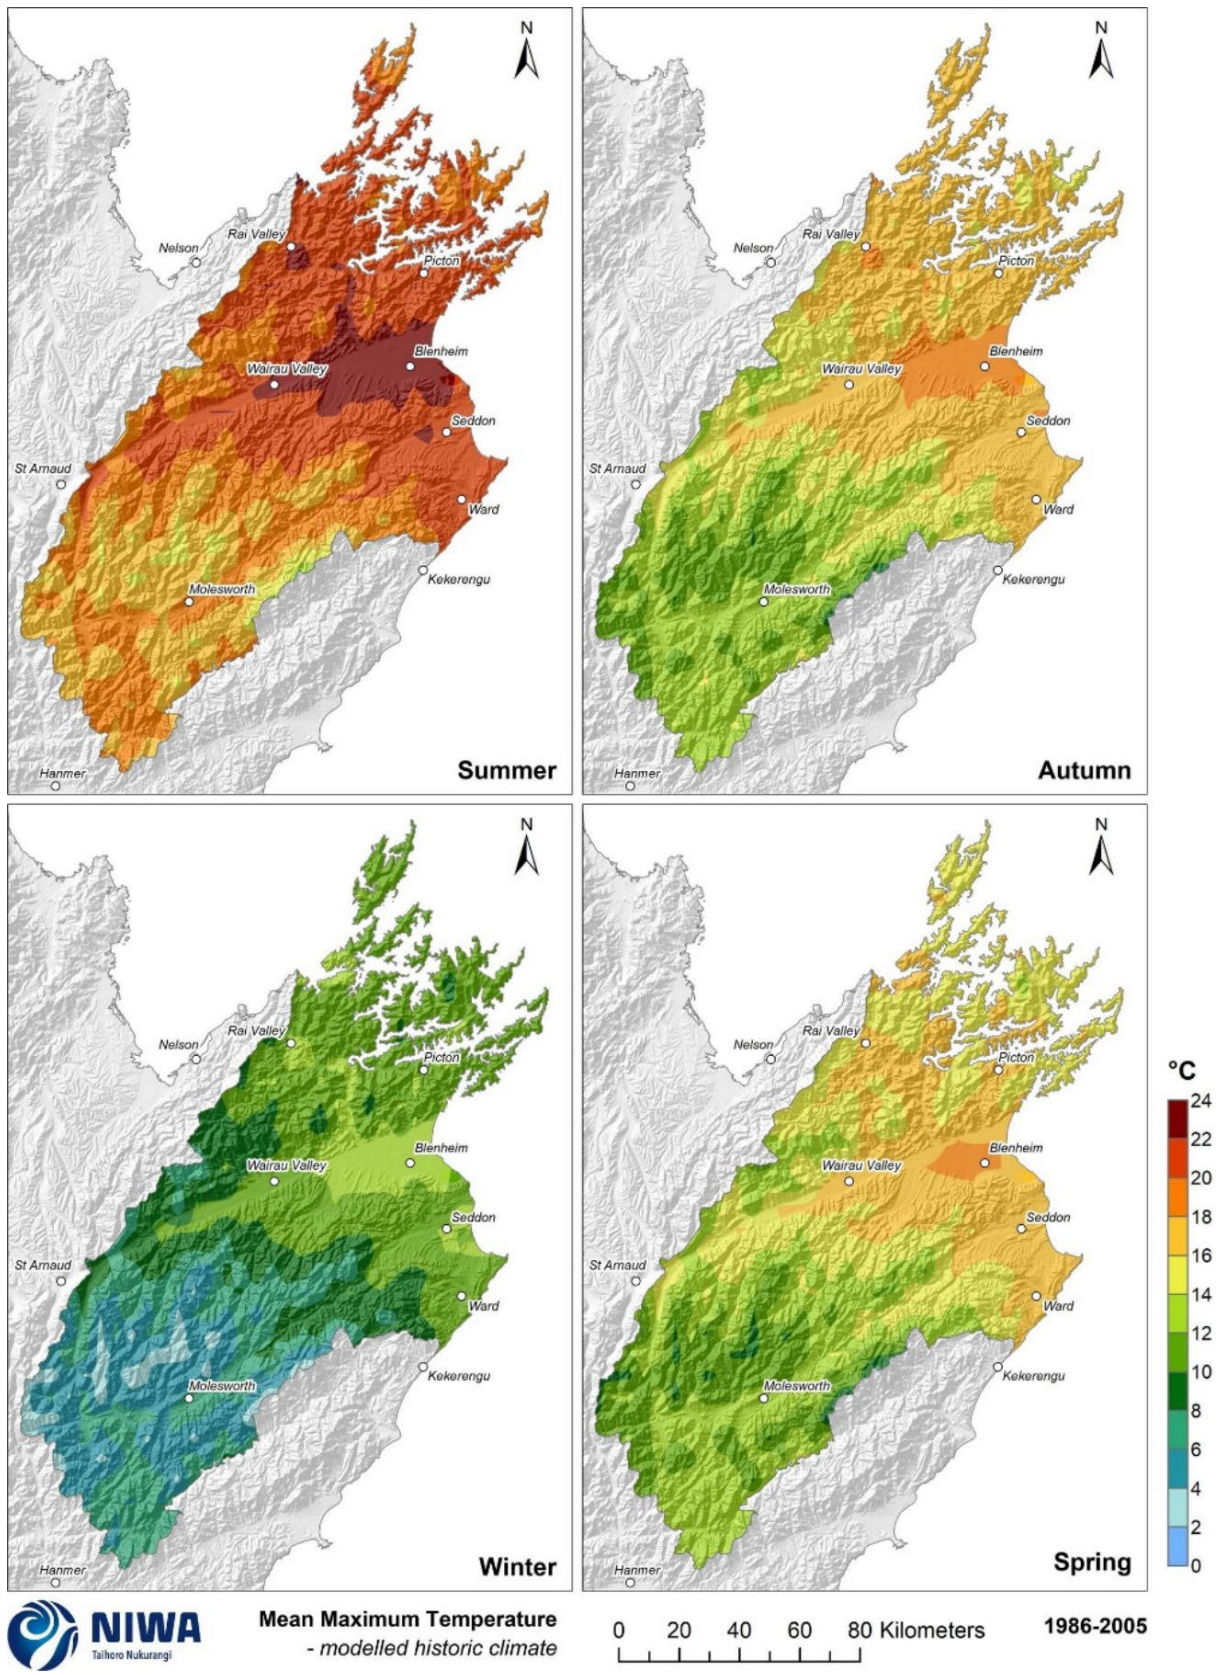 N
Nelson
Rai Valley
Picton
Blenheim
Wairau Valley
Seddon
St Arnaud
Ward
Molesworth
Kekerengu
Hanmer
Summer
N
Nelson
Rai Valley
Picton
Blenheim
Wairau Valley
Seddon
St Arnaud
Ward
Molesworth
Kekerengu
Hanmer
Autumn
N
Nelson
Rai Valley
Picton
Blenheim
Wairau Valley
Seddon
St Arnaud
Ward
Molesworth
Kekerengu
Hanmer
Winter
N
Nelson
Rai Valley
Picton
Blenheim
Wairau Valley
Seddon
St Arnaud
Ward
Molesworth
Kekerengu
Hanmer
Spring
°C
24
22
20
18
16
14
12
10
8
6
4
2
0
NIWA
Taihoro Nukurangi
Mean Maximum Temperature
- modelled historic climate
0 20 40 60 80 Kilometers
1986-2005